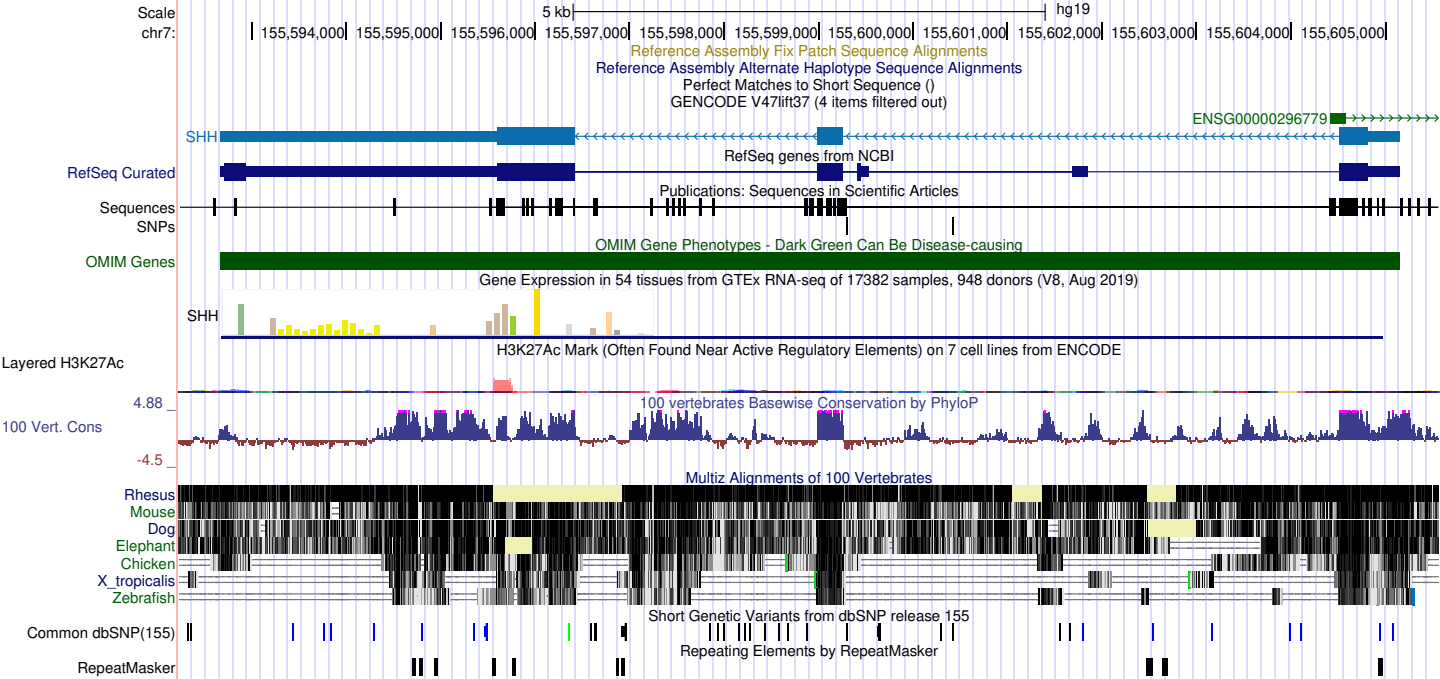 Scale 5 kb hg19
chr7: 155,594,000 155,595,000 155,596,000 155,597,000 155,598,000 155,599,000 155,600,000 155,601,000 155,602,000 155,603,000 155,604,000 155,605,000
Reference Assembly Fix Patch Sequence Alignments
Reference Assembly Alternate Haplotype Sequence Alignments
Perfect Matches to Short Sequence ()
GENCODE V47lift37 (4 items filtered out)
ENSG00000296779
SHH
RefSeq genes from NCBI
RefSeq Curated
Publications: Sequences in Scientific Articles
Sequences
SNPs
OMIM Gene Phenotypes - Dark Green Can Be Disease-causing
OMIM Genes
Gene Expression in 54 tissues from GTEx RNA-seq of 17382 samples, 948 donors (V8, Aug 2019)
SHH
H3K27Ac Mark (Often Found Near Active Regulatory Elements) on 7 cell lines from ENCODE
Layered H3K27Ac
100 vertebrates Basewise Conservation by PhyloP
4.88 _
100 Vert. Cons
-4.5 _
Multiz Alignments of 100 Vertebrates
Rhesus
Mouse
Dog
Elephant
Chicken
X_tropicalis
Zebrafish
Short Genetic Variants from dbSNP release 155
Common dbSNP(155)
Repeating Elements by RepeatMasker
RepeatMasker